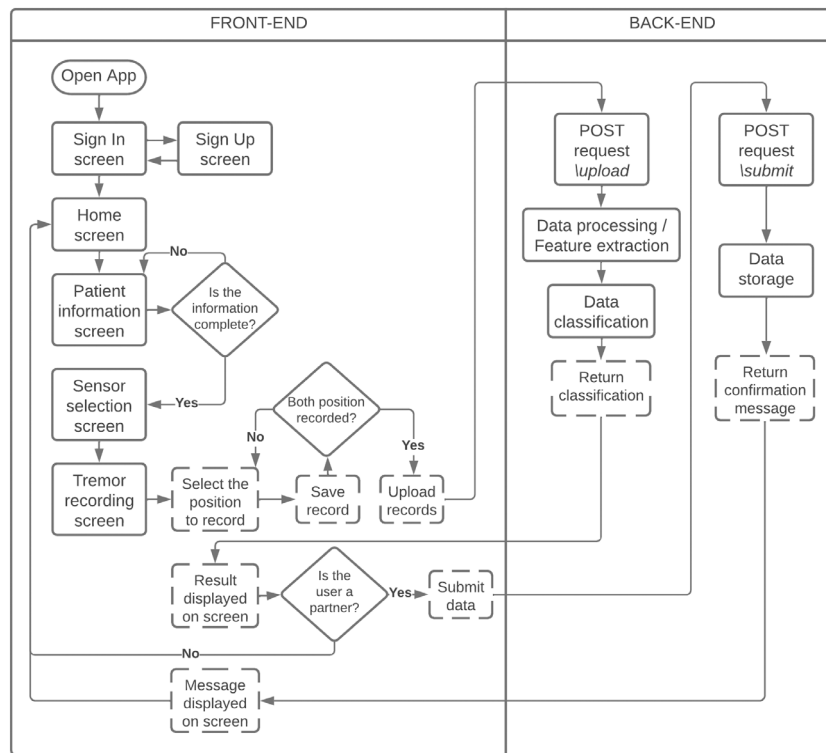 FRONT-END
BACK-END
Open App
Sign In
screen
Sign Up
screen
Home
screen
No
Patient
information
screen
Is the
information
complete?
Yes
Sensor
selection
screen
Both position
recorded?
No
Yes
Tremor
recording
screen
Select the
position
to record
Save
record
Upload
records
POST
request
\upload
Data processing /
Feature extraction
Data
classification
Return
classification
Result
displayed
on screen
Is the
user a
partner?
Yes
Submit
data
No
POST
request
\submit
Data
storage
Return
confirmation
message
Message
displayed
on screen